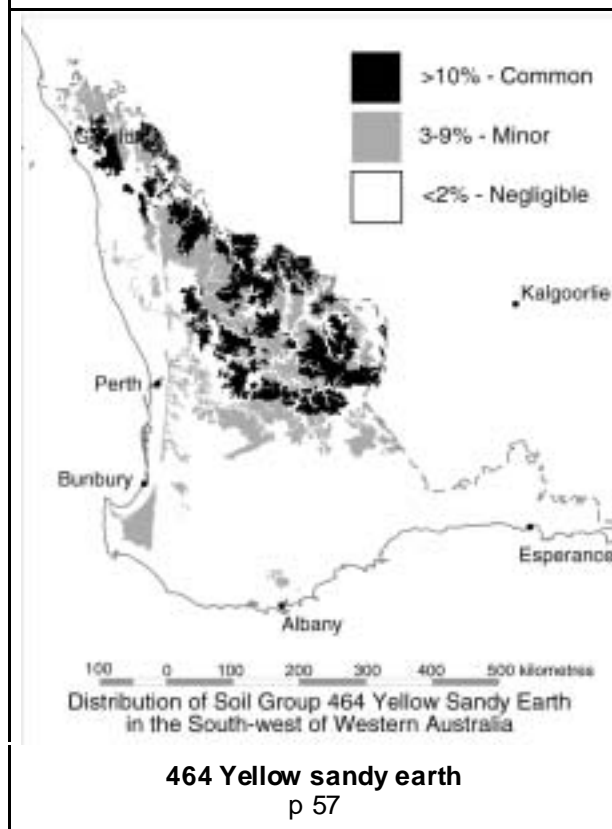 >10% - Common
3-9% - Minor
<2% - Negligible
Kalgoorlie
Perth
Bunbury
Esperance
Albany
100 0 100 200 300 500 kilometres
Distribution of Soil Group 464 Yellow Sandy Earth
in the South-west of Western Australia
464 Yellow sandy earth
p 57